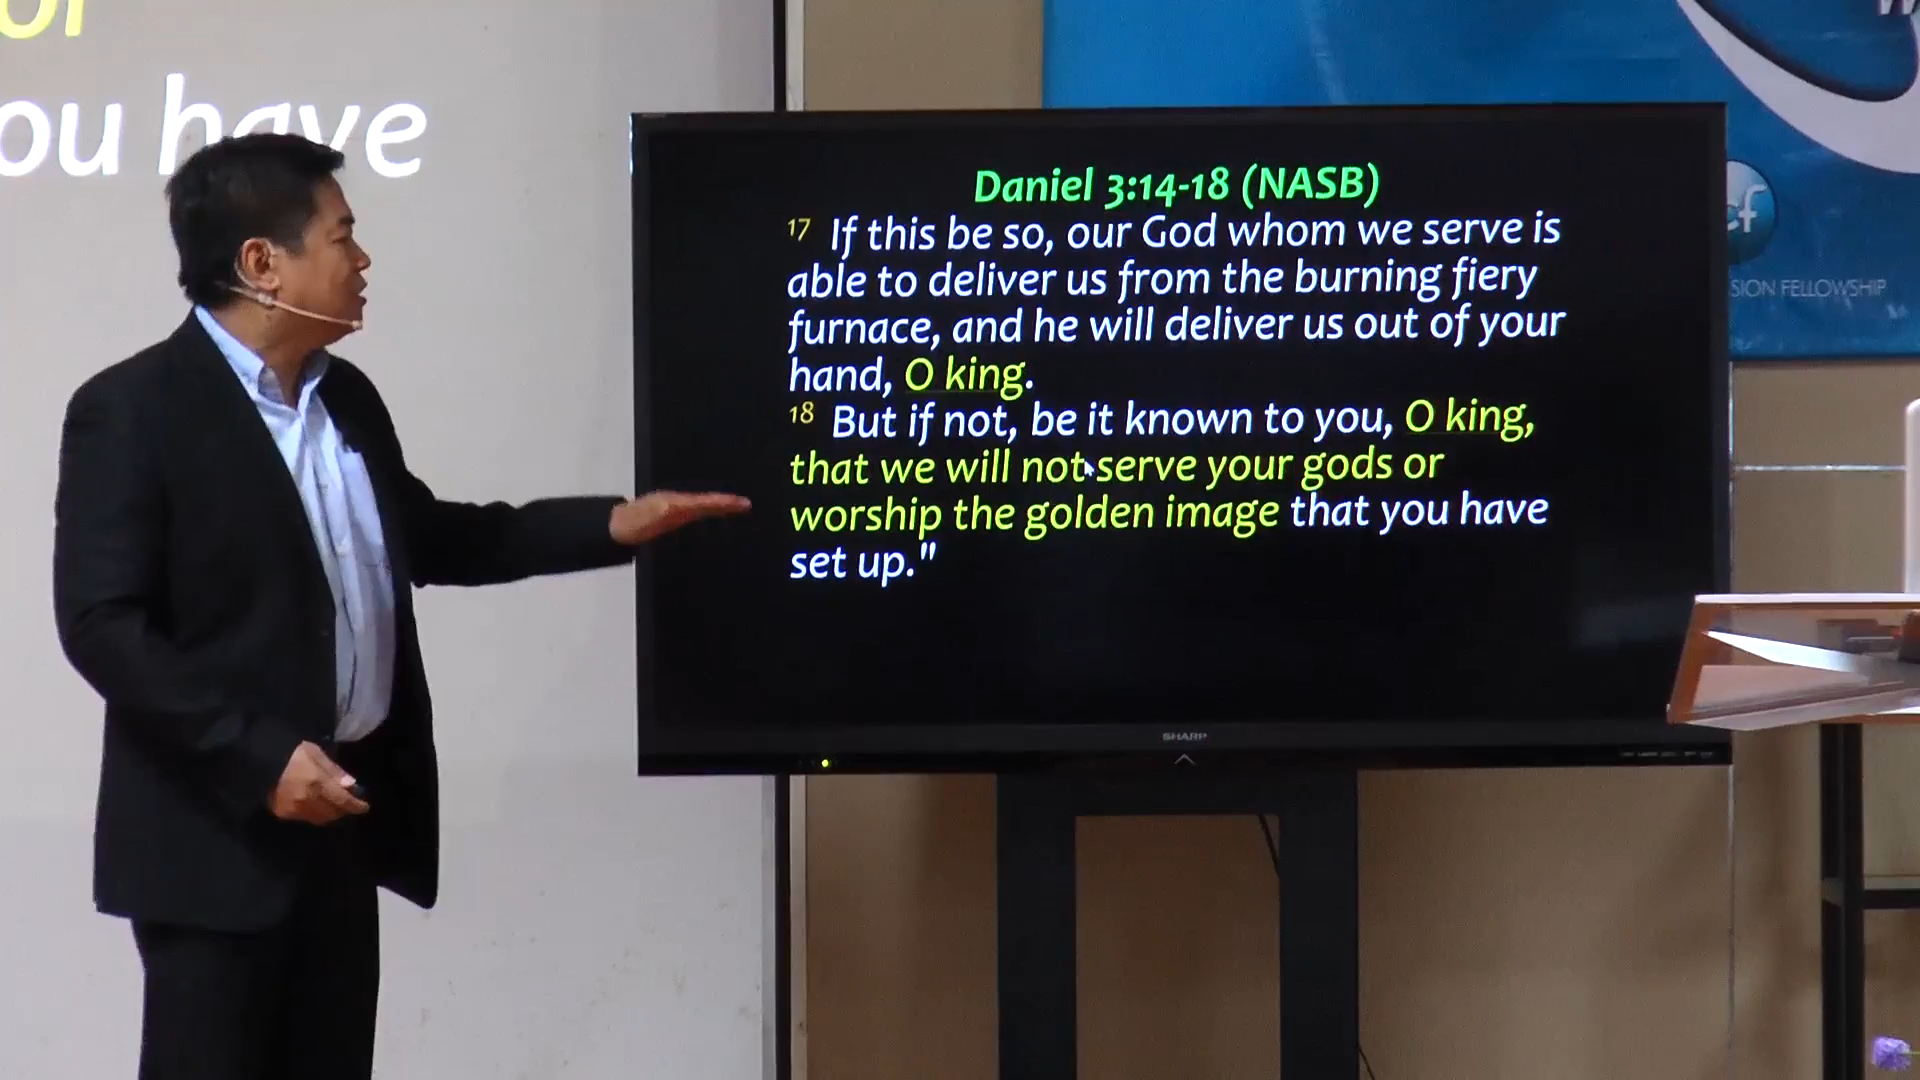 or
ou have
Daniel 3:14-18 (NASB)
17 If this be so, our God whom we serve is
able to deliver us from the burning fiery
furnace, and he will deliver us out of your
hand, O king.
18 But if not, be it known to you, O king,
that we will not serve your gods or
worship the golden image that you have
set up."
SHARP
cf
SION FELLOWSHIP